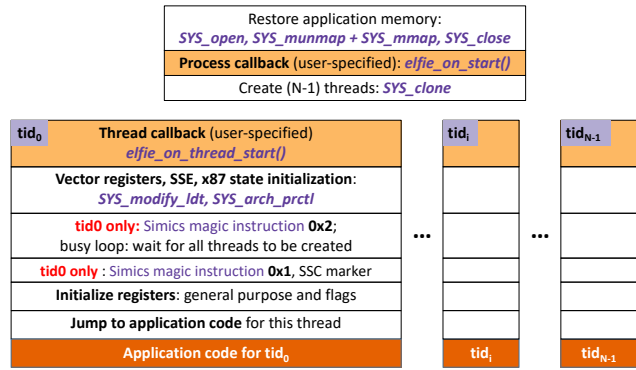 Restore application memory:
SYS_open, SYS_munmap + SYS_mmap, SYS_close
Process callback (user-specified): elfie_on_start()
Create (N-1) threads: SYS_clone
tid0
Thread callback (user-specified)
elfie_on_thread_start()
Vector registers, SSE, x87 state initialization:
SYS_modify_ldt, SYS_arch_prctl
tid0 only: Simics magic instruction 0x2;
busy loop: wait for all threads to be created
tid0 only : Simics magic instruction 0x1, SSC marker
Initialize registers: general purpose and flags
Jump to application code for this thread
Application code for tid0
...
tidi
tidi
...
tidN-1
tidN-1